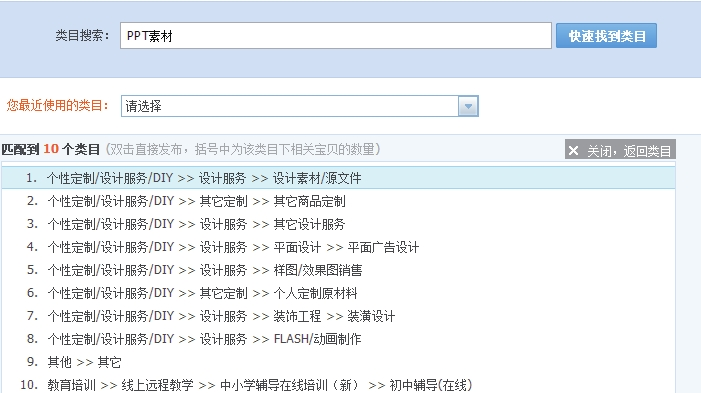 类目搜索： PPT素材 快速找到类目
您最近使用的类目： 请选择
匹配到 10 个类目 (双击直接发布，括号中为该类目下相关宝贝的数量) × 关闭，返回类目
1. 个性定制/设计服务/DIY >> 设计服务 >> 设计素材/源文件
2. 个性定制/设计服务/DIY >> 其它定制 >> 其它商品定制
3. 个性定制/设计服务/DIY >> 设计服务 >> 其它设计服务
4. 个性定制/设计服务/DIY >> 设计服务 >> 平面设计 >> 平面广告设计
5. 个性定制/设计服务/DIY >> 设计服务 >> 样图/效果图销售
6. 个性定制/设计服务/DIY >> 其它定制 >> 个人定制原材料
7. 个性定制/设计服务/DIY >> 设计服务 >> 装饰工程 >> 装潢设计
8. 个性定制/设计服务/DIY >> 设计服务 >> FLASH/动画制作
9. 其他 >> 其它
10. 教育培训 >> 线上远程教学 >> 中小学辅导在线培训（新） >> 初中辅导(在线)